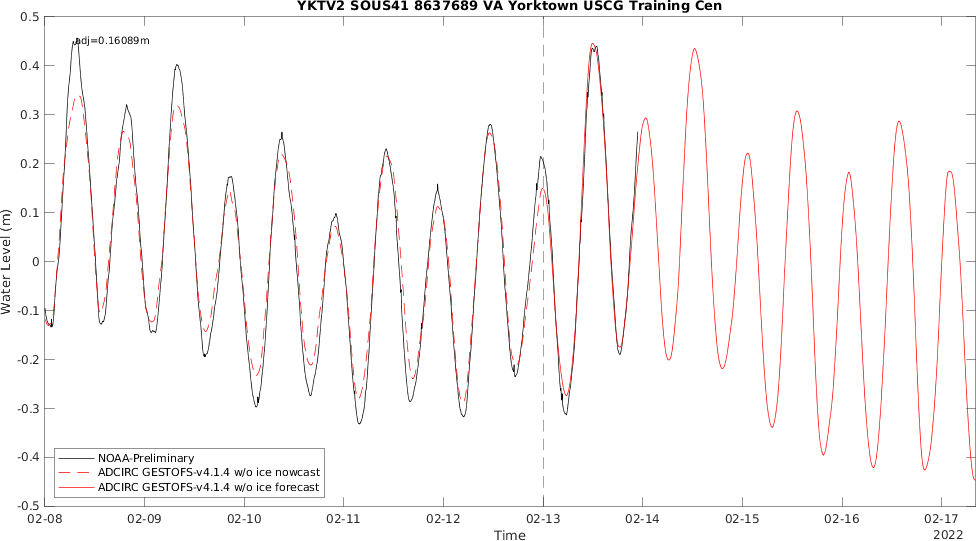 YKTV2 SOUS41 8637689 VA Yorktown USCG Training Cen
adj=0.16089m
0.5
0.4
0.3
0.2
0.1
0
-0.1
-0.2
-0.3
-0.4
-0.5
Water Level (m)
NOAA-Preliminary
ADCIRC GESTOFS-v4.1.4 w/o ice nowcast
ADCIRC GESTOFS-v4.1.4 w/o ice forecast
02-08 02-09 02-10 02-11 02-12 02-13 02-14 02-15 02-16 02-17
Time
2022